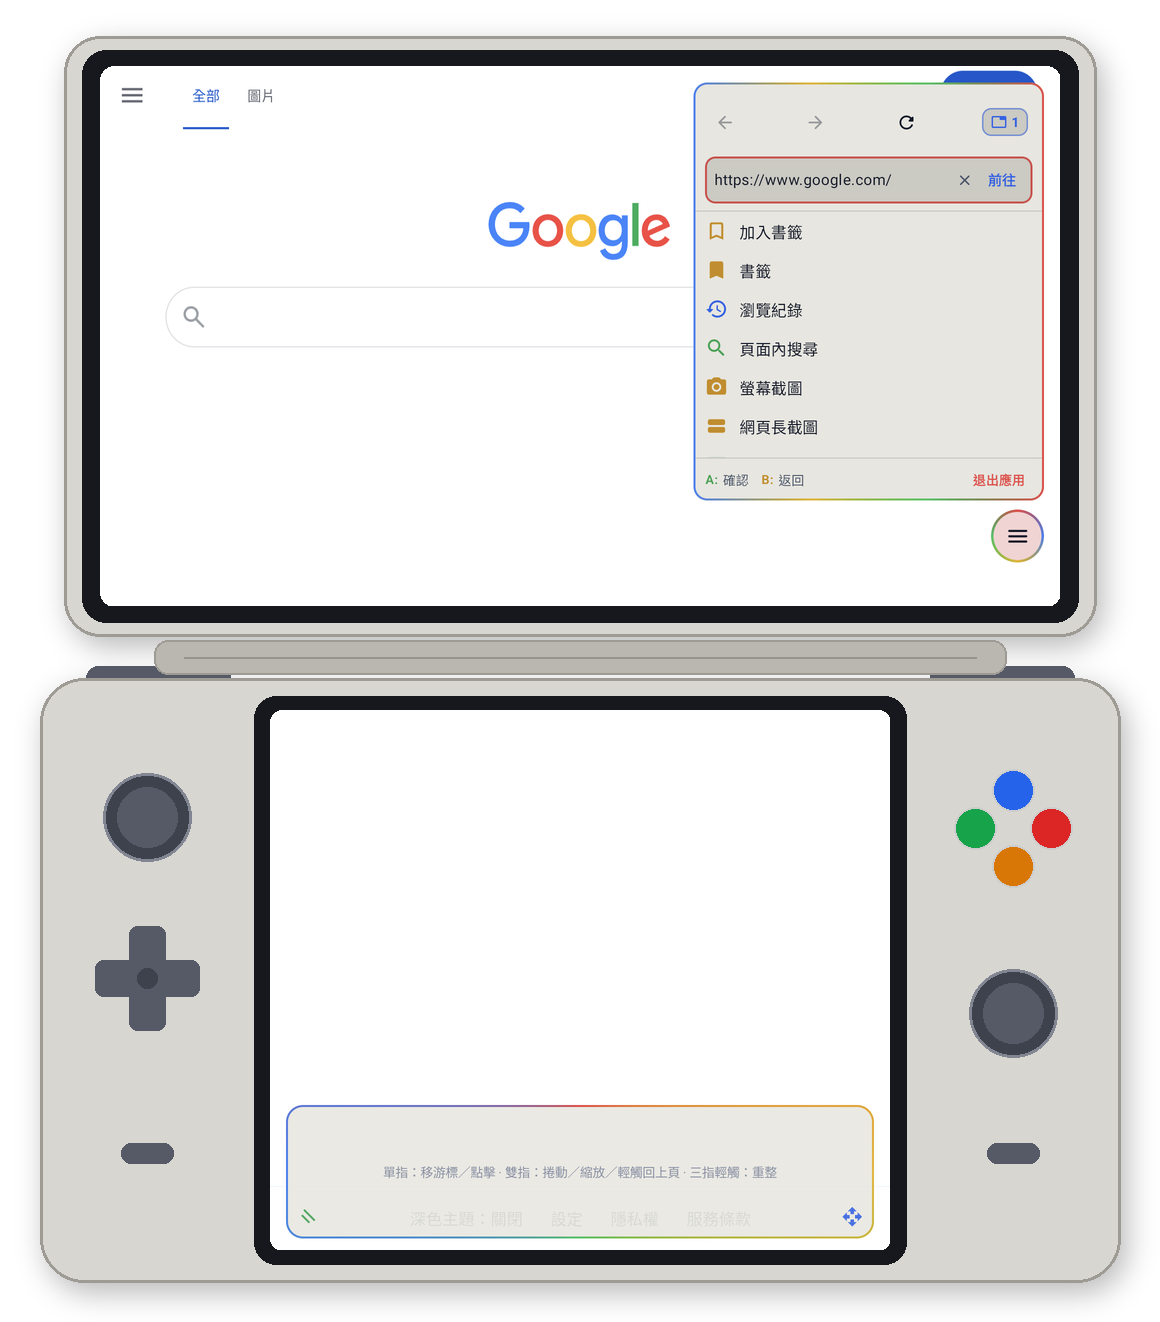 全部 圖片
1
https://www.google.com/ 前往
Google
加入書籤
書籤
瀏覽紀錄
頁面內搜尋
螢幕截圖
網頁長截圖
A: 確認 B: 返回 退出應用
單指：移游標／點擊 · 雙指：捲動／縮放／輕觸回上頁 · 三指輕觸：重整
深色主題：關閉 設定 隱私權 服務條款